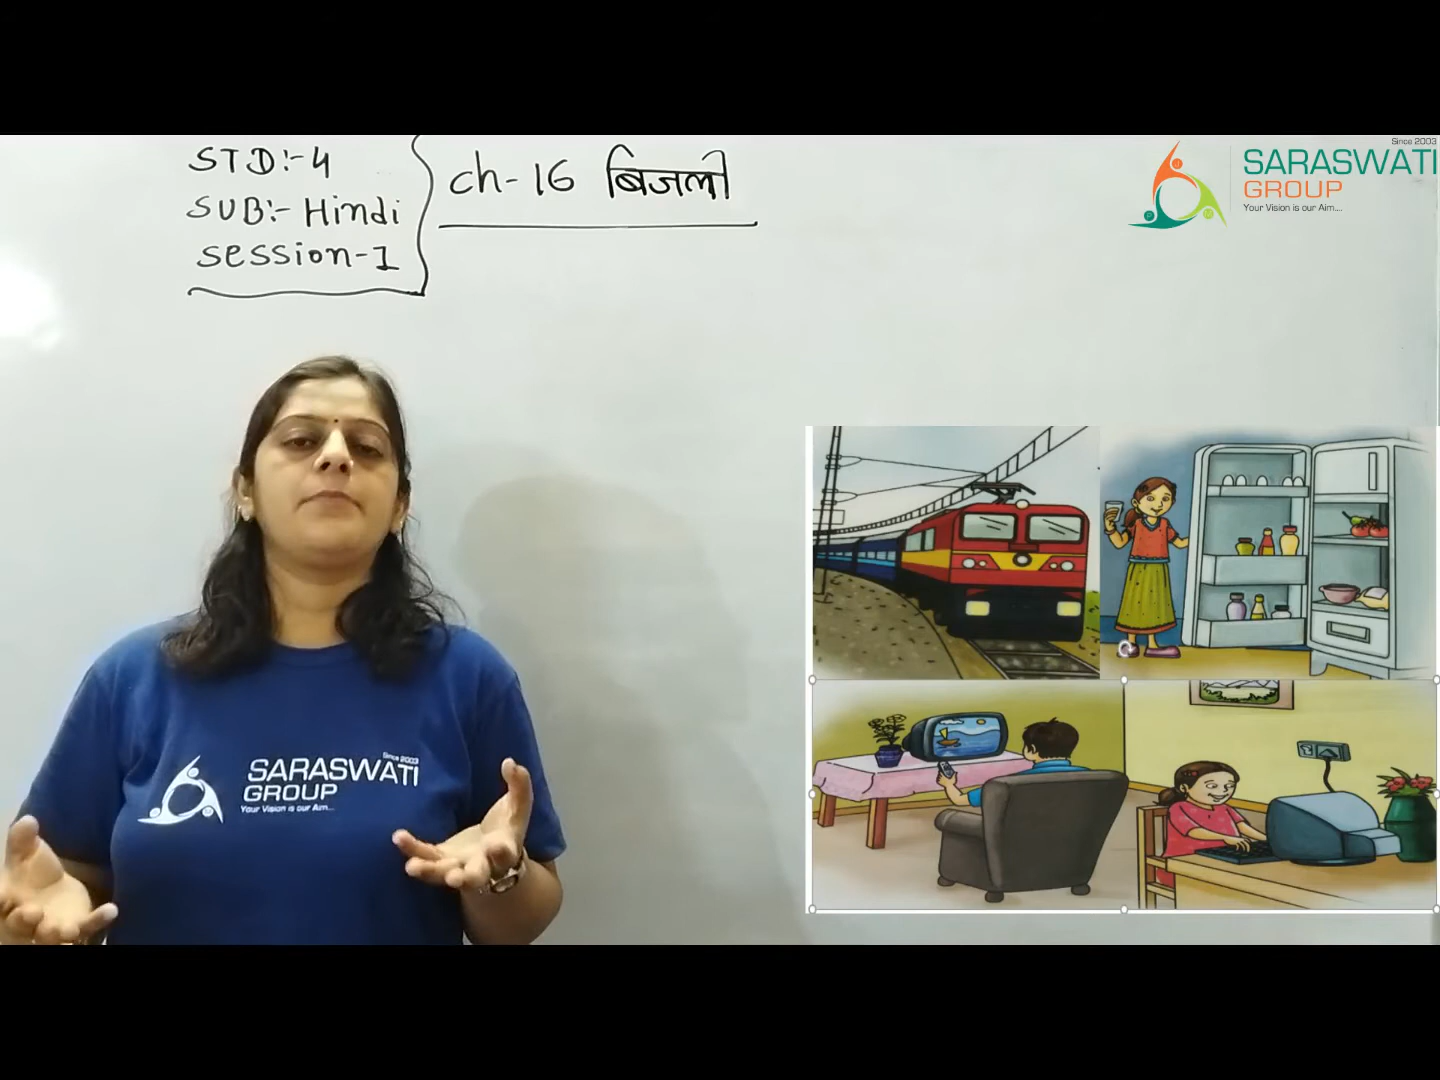 STD:- 4
SUB:- Hindi
Session-1
ch-16 बिजली
Since 2003
SARASWATI
GROUP
Your Vision is our Aim....
Since 2003
SARASWATI
GROUP
Your Vision is our Aim....